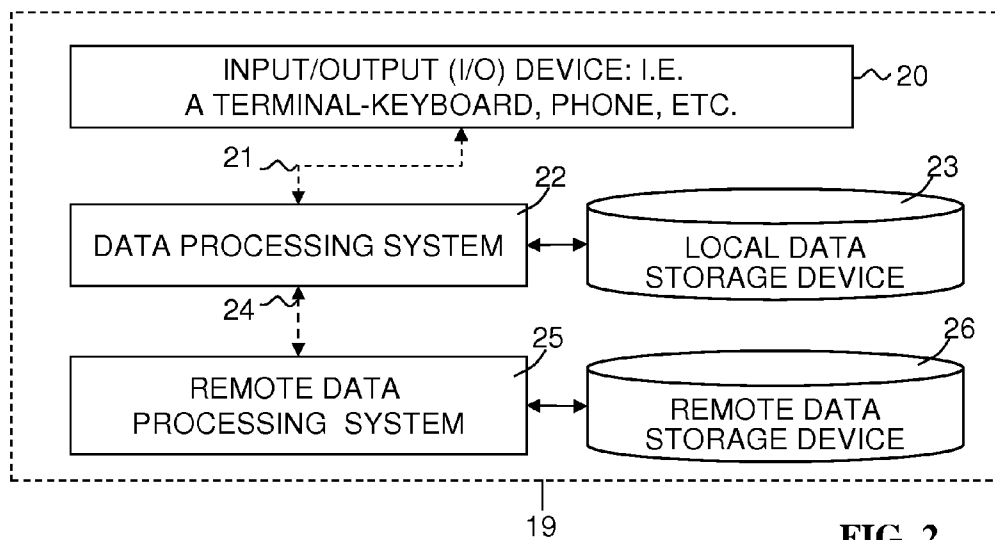 INPUT/OUTPUT (I/O) DEVICE: I.E.
A TERMINAL-KEYBOARD, PHONE, ETC.
20
21
22
23
DATA PROCESSING SYSTEM
LOCAL DATA
STORAGE DEVICE
24
25
26
REMOTE DATA
PROCESSING SYSTEM
REMOTE DATA
STORAGE DEVICE
19
FIG. 2